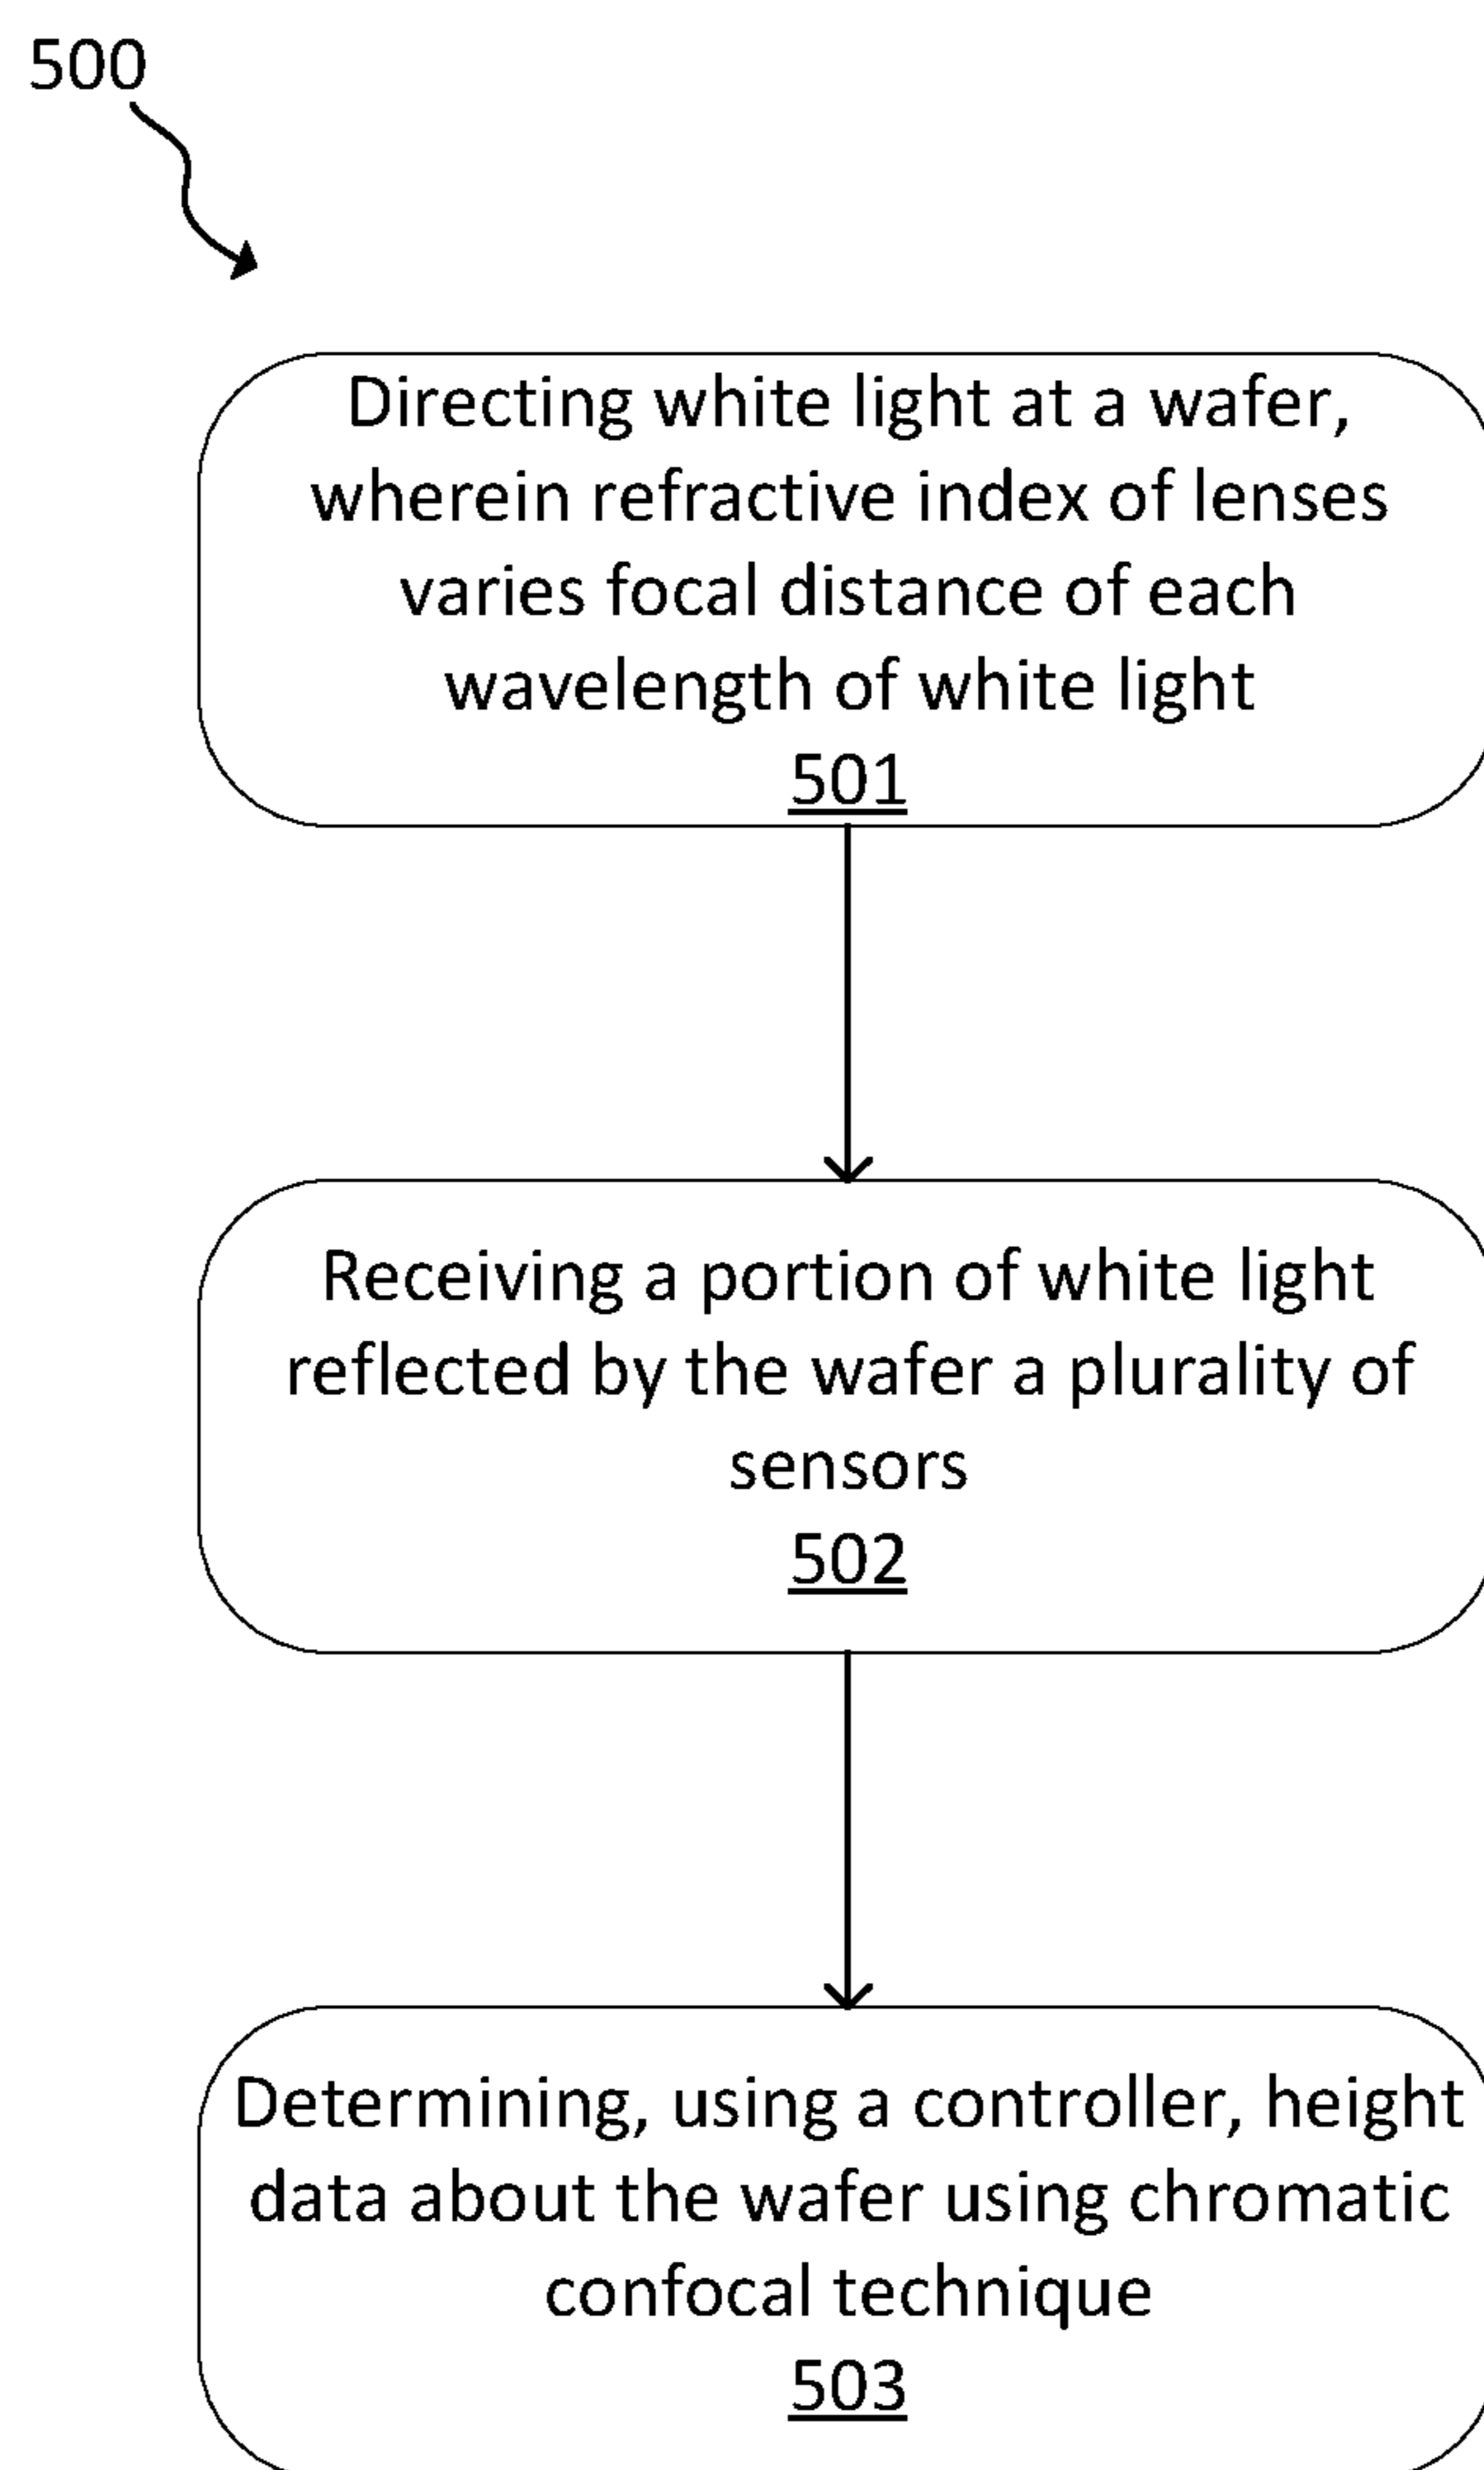 500
Directing white light at a wafer,
wherein refractive index of lenses
varies focal distance of each
wavelength of white light
501
Receiving a portion of white light
reflected by the wafer a plurality of
sensors
502
Determining, using a controller, height
data about the wafer using chromatic
confocal technique
503